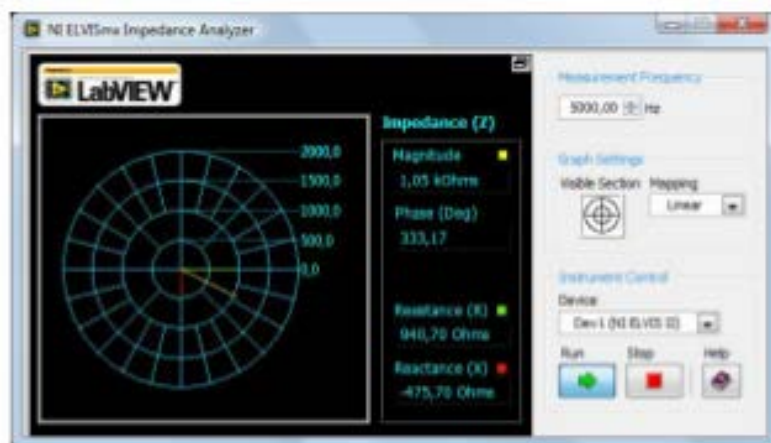 NI ELVISmx Impedance Analyzer
LabVIEW
2000,0
1500,0
1000,0
500,0
0,0
Impedance (Z)
Magnitude
1,05 kOhms
Phase (Deg)
333,17
Resistance (R)
940,70 Ohms
Reactance (X)
-475,70 Ohms
Measurement Frequency
5000,00 Hz
Graph Settings
Visible Section Mapping
Linear
Instrument Control
Device
Dev1 (NI ELVIS II)
Run Stop Help